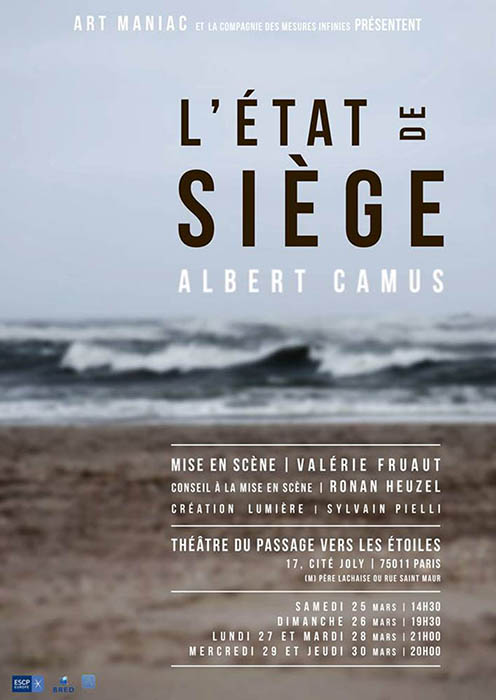 ART MANIAC ET LA COMPAGNIE DES MESURES INFINIES PRÉSENTENT
L'ÉTAT DE
SIÈGE
ALBERT CAMUS
MISE EN SCÈNE | VALÉRIE FRUAUT
CONSEIL À LA MISE EN SCÈNE | RONAN HEUZEL
CRÉATION LUMIÈRE | SYLVAIN PIELLI
THÉÂTRE DU PASSAGE VERS LES ÉTOILES
17, CITÉ JOLY | 75011 PARIS
(M) PÈRE LACHAISE OU RUE SAINT MAUR
SAMEDI 25 MARS | 14H30
DIMANCHE 26 MARS | 19H30
LUNDI 27 ET MARDI 28 MARS | 21H00
MERCREDI 29 ET JEUDI 30 MARS | 20H00
ESCP
EUROPE
BRED